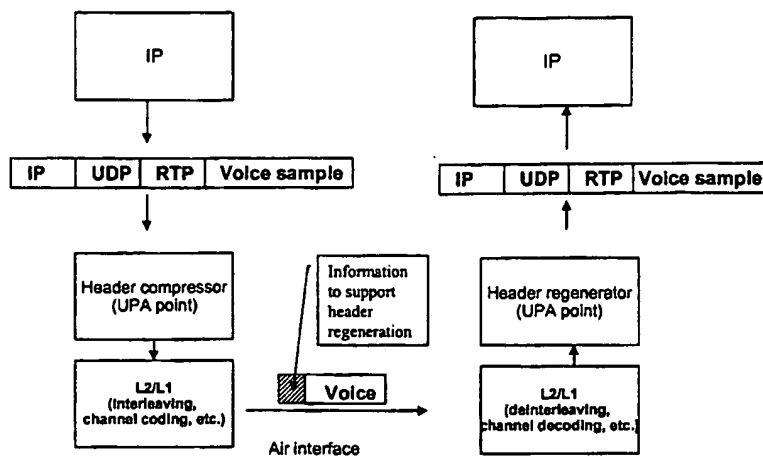 IP
IP
IP UDP RTP Voice sample
IP UDP RTP Voice sample
Header compressor
(UPA point)
Information
to support
header
regeneration
Header regenerator
(UPA point)
L2/L1
(interleaving,
channel coding, etc.)
Voice
L2/L1
(deinterleaving,
channel decoding, etc.)
Air interface